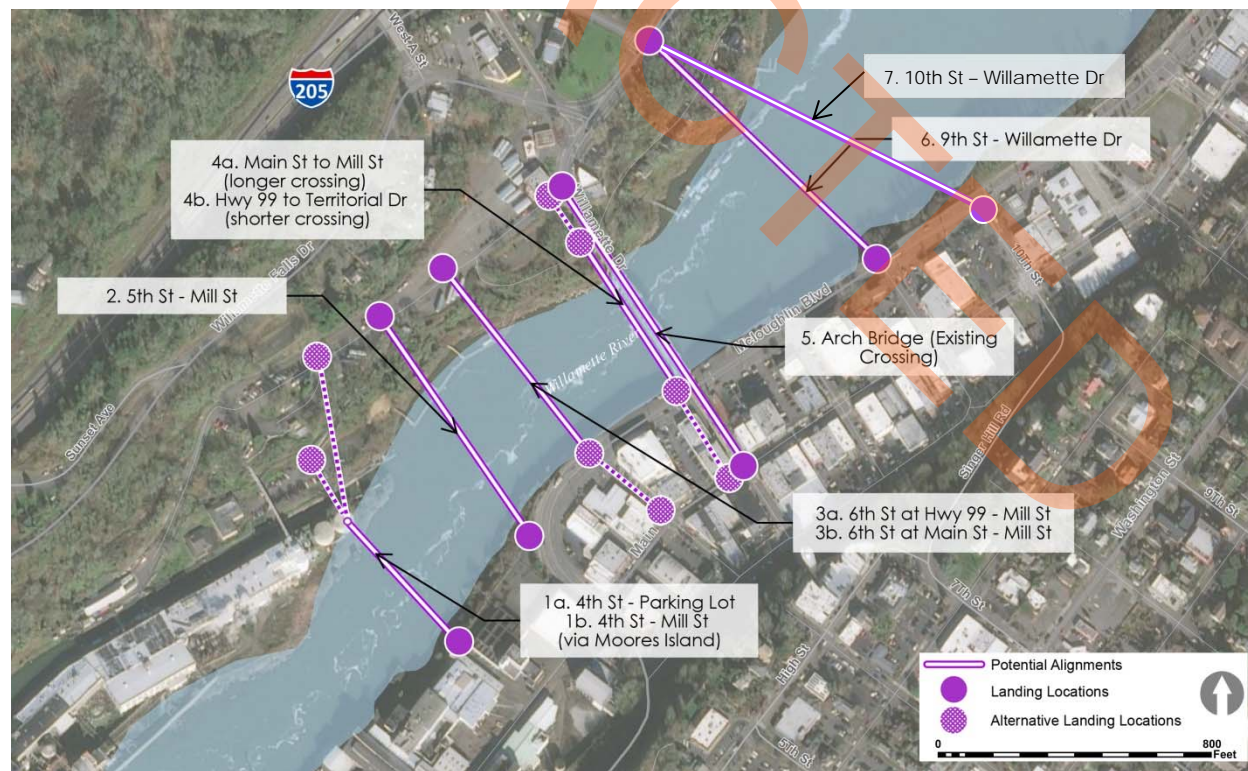 West A St
205
7. 10th St – Willamette Dr
6. 9th St - Willamette Dr
4a. Main St to Mill St
(longer crossing)
4b. Hwy 99 to Territorial Dr
(shorter crossing)
Willamette Dr
10Th St
Willamette Falls Dr
2. 5th St - Mill St
Mcloughlin Blvd
5. Arch Bridge (Existing
Crossing)
Willamette River
Sunset Ave
Singer Hill Rd
Washington St
9Th St
Main
3a. 6th St at Hwy 99 - Mill St
3b. 6th St at Main St - Mill St
7Th St
1a. 4th St - Parking Lot
1b. 4th St - Mill St
(via Moores Island)
High St
5Th St
Potential Alignments
Landing Locations
Alternative Landing Locations
0
800
Feet